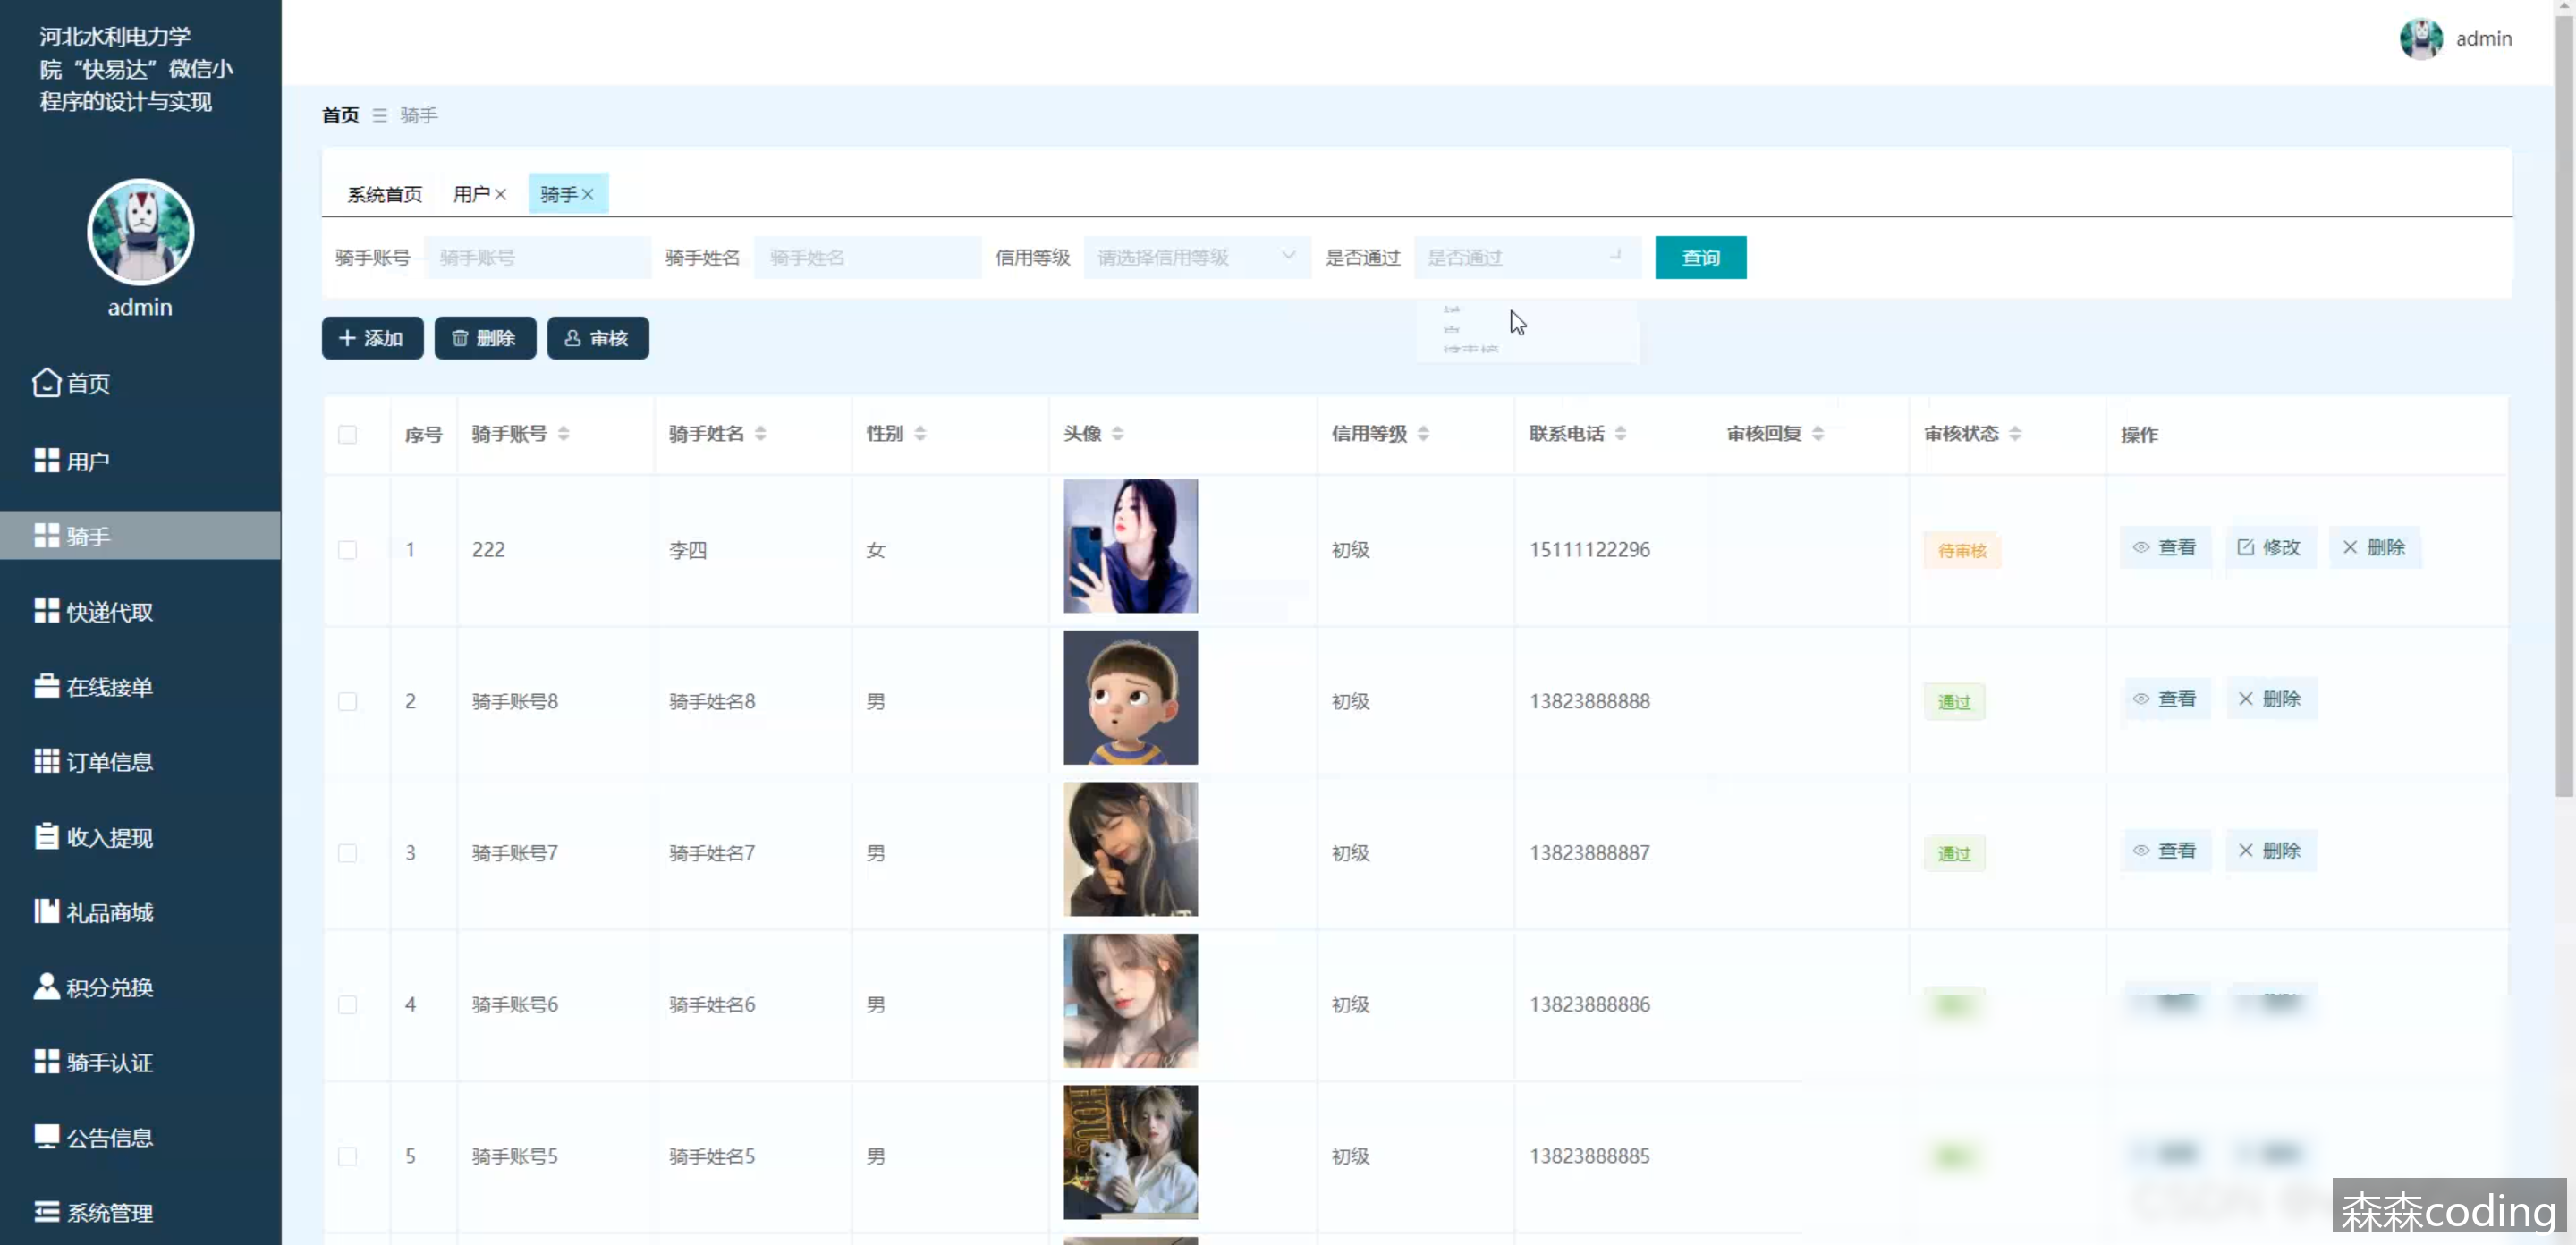 河北水利电力学
院“快易达”微信小
程序的设计与实现
admin
首页
用户
骑手
快递代取
在线接单
订单信息
收入提现
礼品商城
积分兑换
骑手认证
公告信息
系统管理
admin
首页 骑手
系统首页 用户 骑手
骑手账号 骑手账号 骑手姓名 骑手姓名 信用等级 请选择信用等级 是否通过 是否通过 查询
添加 删除 审核
序号 骑手账号 骑手姓名 性别 头像 信用等级 联系电话 审核回复 审核状态 操作
1 222 李四 女 初级 15111122296 待审核 查看 修改 删除
2 骑手账号8 骑手姓名8 男 初级 13823888888 通过 查看 删除
3 骑手账号7 骑手姓名7 男 初级 13823888887 通过 查看 删除
4 骑手账号6 骑手姓名6 男 初级 13823888886
5 骑手账号5 骑手姓名5 男 初级 13823888885
森森coding